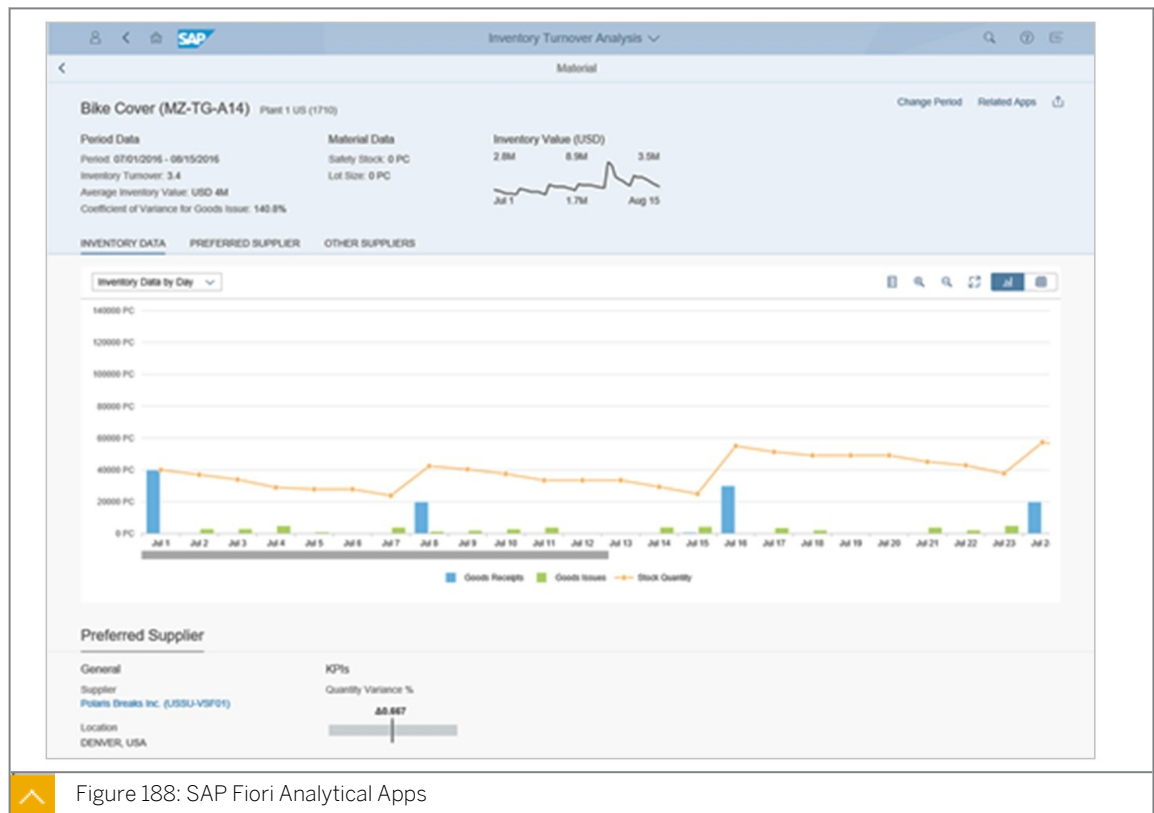 SAP
Inventory Turnover Analysis
Material
Bike Cover (MZ-TG-A14) Plant 1 US (1710)
Change Period Related Apps
Period Data
Period: 07/01/2016 - 08/15/2016
Inventory Turnover: 3.4
Average Inventory Value: USD 4M
Coefficient of Variance for Goods Issue: 140.8%
Material Data
Safety Stock: 0 PC
Lot Size: 0 PC
Inventory Value (USD)
2.8M 8.9M 3.5M
Jul 1 1.7M Aug 15
INVENTORY DATA PREFERRED SUPPLIER OTHER SUPPLIERS
Inventory Data by Day
140000 PC
120000 PC
100000 PC
80000 PC
60000 PC
40000 PC
20000 PC
0 PC
Jul 1 Jul 2 Jul 3 Jul 4 Jul 5 Jul 6 Jul 7 Jul 8 Jul 9 Jul 10 Jul 11 Jul 12 Jul 13 Jul 14 Jul 15 Jul 16 Jul 17 Jul 18 Jul 19 Jul 20 Jul 21 Jul 22 Jul 23 Jul 2
Goods Receipts Goods Issues Stock Quantity
Preferred Supplier
General
Supplier
Polaris Breaks Inc. (USSU-VSF01)
Location
DENVER, USA
KPIs
Quantity Variance %
Δ0.667
Figure 188: SAP Fiori Analytical Apps